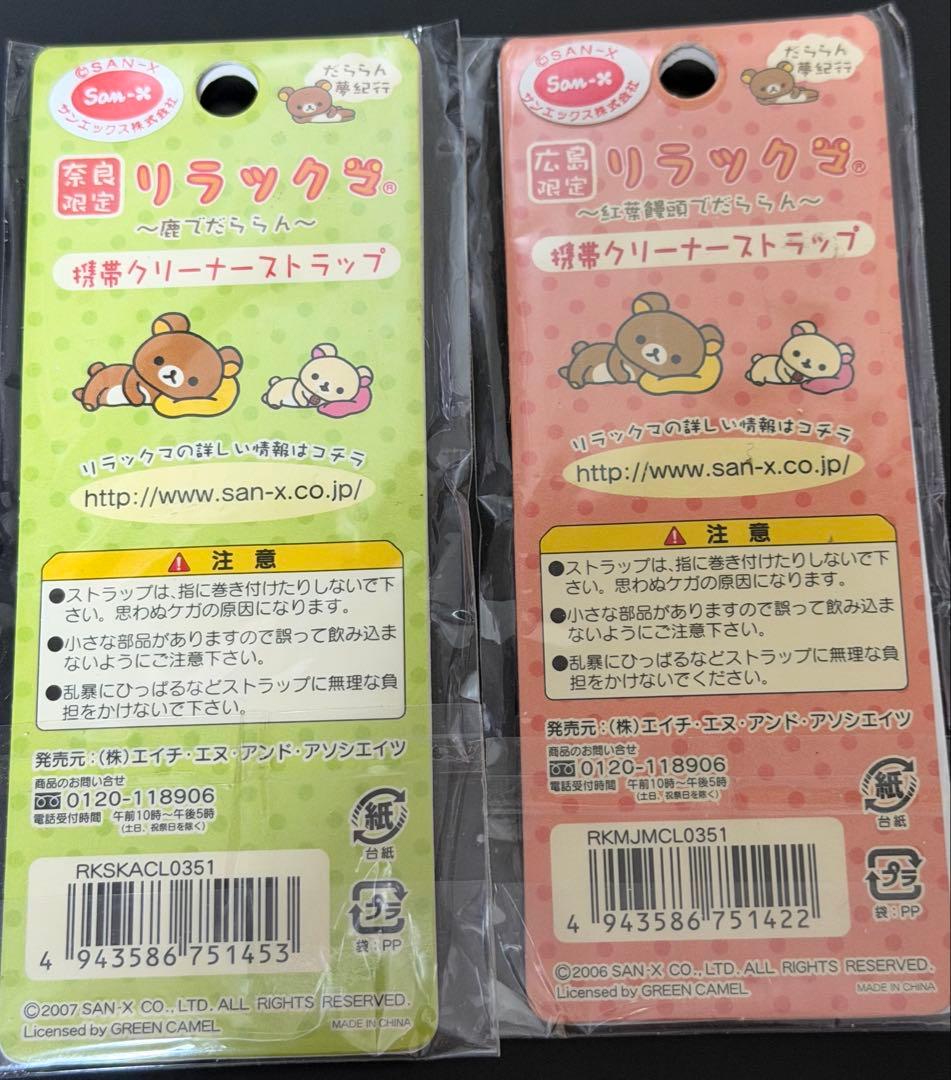 ©SAN-X
San-X
サンエックス株式会社
だららん
夢紀行
奈良
限定
リラックマ®
～鹿でだららん～
携帯クリーナーストラップ
リラックマの詳しい情報はコチラ
http://www.san-x.co.jp/
注意
●ストラップは、指に巻き付けたりしないで下
さい。思わぬケガの原因になります。
●小さな部品がありますので誤って飲み込ま
ないようにご注意下さい。
●乱暴にひっぱるなどストラップに無理な負
担をかけないで下さい。
発売元:(株)エイチ・エヌ・アンド・アソシエイツ
商品のお問い合せ
0120-118906
電話受付時間 午前10時～午後5時
(土日、祝祭日を除く)
紙
台紙
RKSKACL0351
4 943586 751453
プラ
袋:PP
©2007 SAN-X CO., LTD. ALL RIGHTS RESERVED.
Licensed by GREEN CAMEL
MADE IN CHINA
©SAN-X
San-X
サンエックス株式会社
だららん
夢紀行
広島
限定
リラックマ®
～紅葉饅頭でだららん～
携帯クリーナーストラップ
リラックマの詳しい情報はコチラ
http://www.san-x.co.jp/
注意
●ストラップは、指に巻き付けたりしないで下
さい。思わぬケガの原因になります。
●小さな部品がありますので誤って飲み込ま
ないようにご注意下さい。
●乱暴にひっぱるなどストラップに無理な負
担をかけないでください。
発売元:(株)エイチ・エヌ・アンド・アソシエイツ
商品のお問い合せ
0120-118906
電話受付時間 午前10時～午後5時
(土日、祝祭日を除く)
紙
台紙
RKMJMCL0351
4 943586 751422
プラ
袋:PP
©2006 SAN-X CO., LTD. ALL RIGHTS RESERVED.
Licensed by GREEN CAMEL
MADE IN CHINA